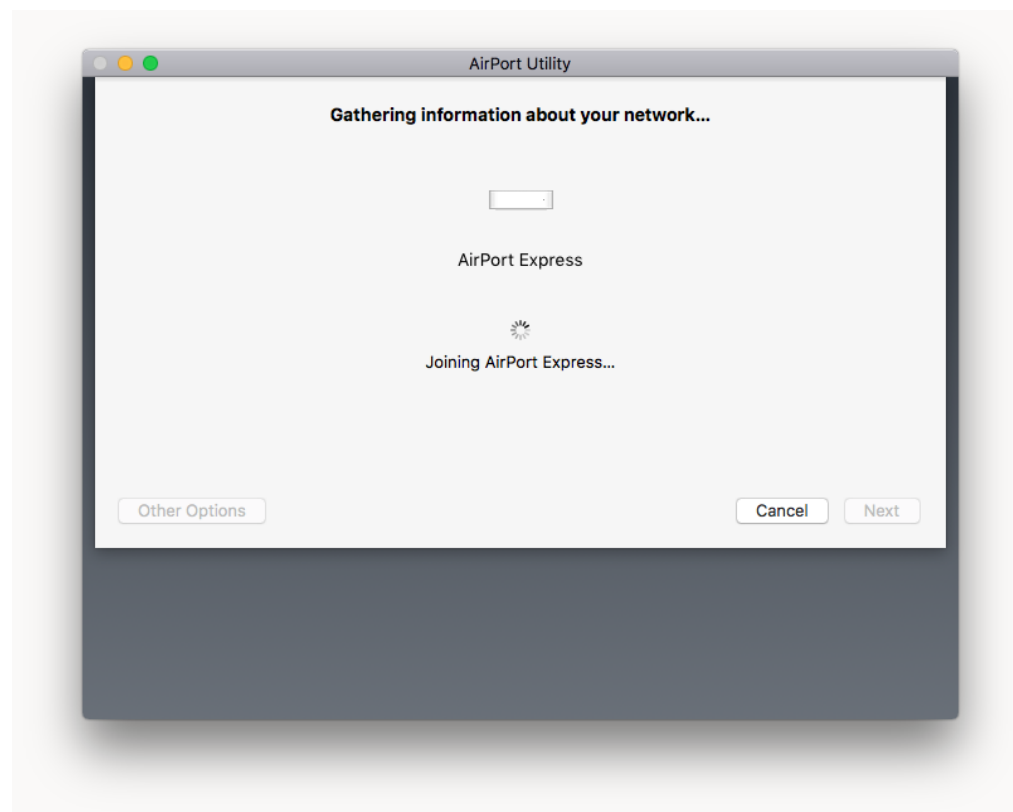 AirPort Utility
Gathering information about your network...
AirPort Express
Joining AirPort Express...
Other Options
Cancel
Next